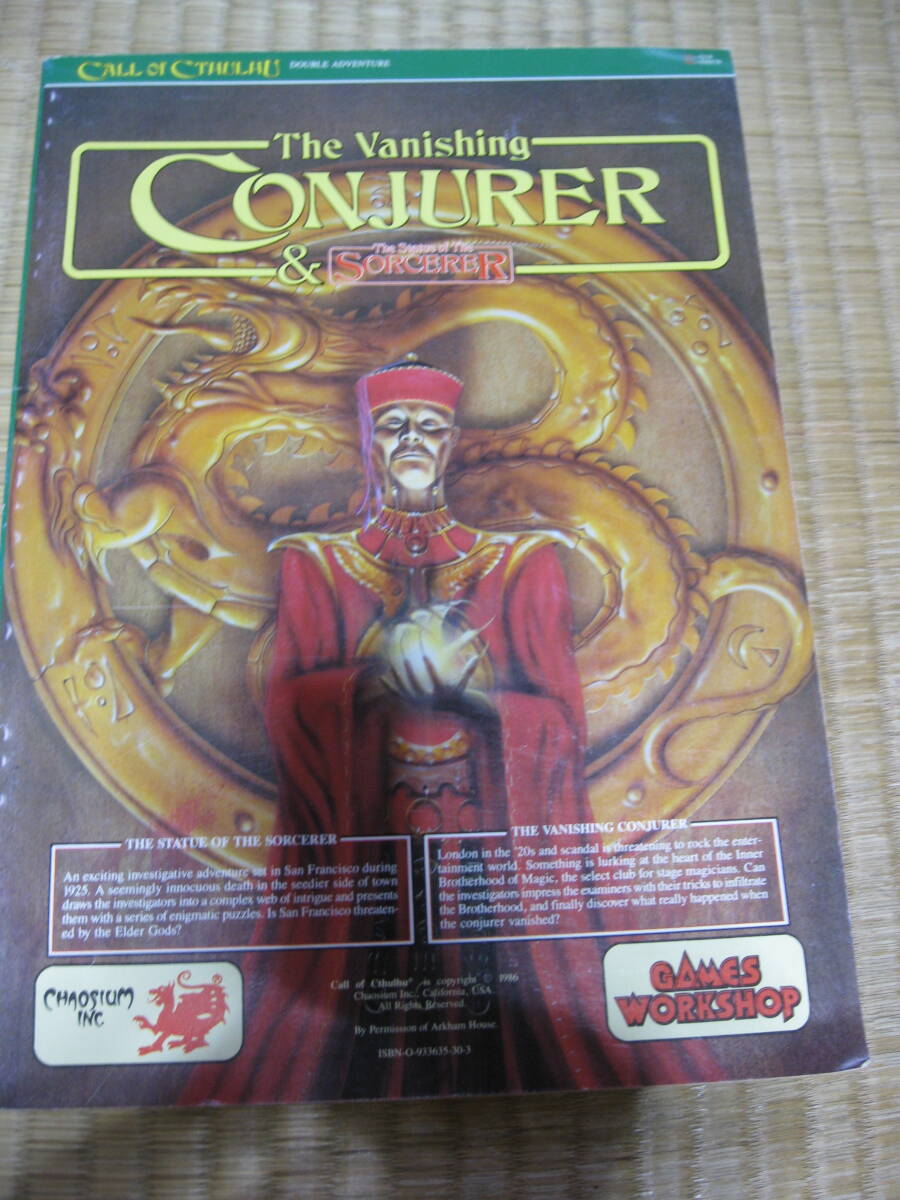 CALL OF CTHULHU DOUBLE ADVENTURE
The Vanishing
CONJURER
& The Statue of The
SORCERER
THE STATUE OF THE SORCERER
An exciting investigative adventure set in San Francisco during
1925. A seemingly innocuous death in the seedier side of town
draws the investigators into a complex web of intrigue and presents
them with a series of enigmatic puzzles. Is San Francisco threaten-
ed by the Elder Gods?
THE VANISHING CONJURER
London in the '20s and scandal is threatening to rock the enter-
tainment world. Something is lurking at the heart of the Inner
Brotherhood of Magic, the select club for stage magicians. Can
the investigators impress the examiners with their tricks to infiltrate
the Brotherhood, and finally discover what really happened when
the conjurer vanished?
CHAOSIUM
INC
Call of Cthulhu® is copyright © 1986
Chaosium Inc., California, USA
All Rights Reserved.
By Permission of Arkham House.
ISBN-O-933635-30-3
GAMES
WORKSHOP